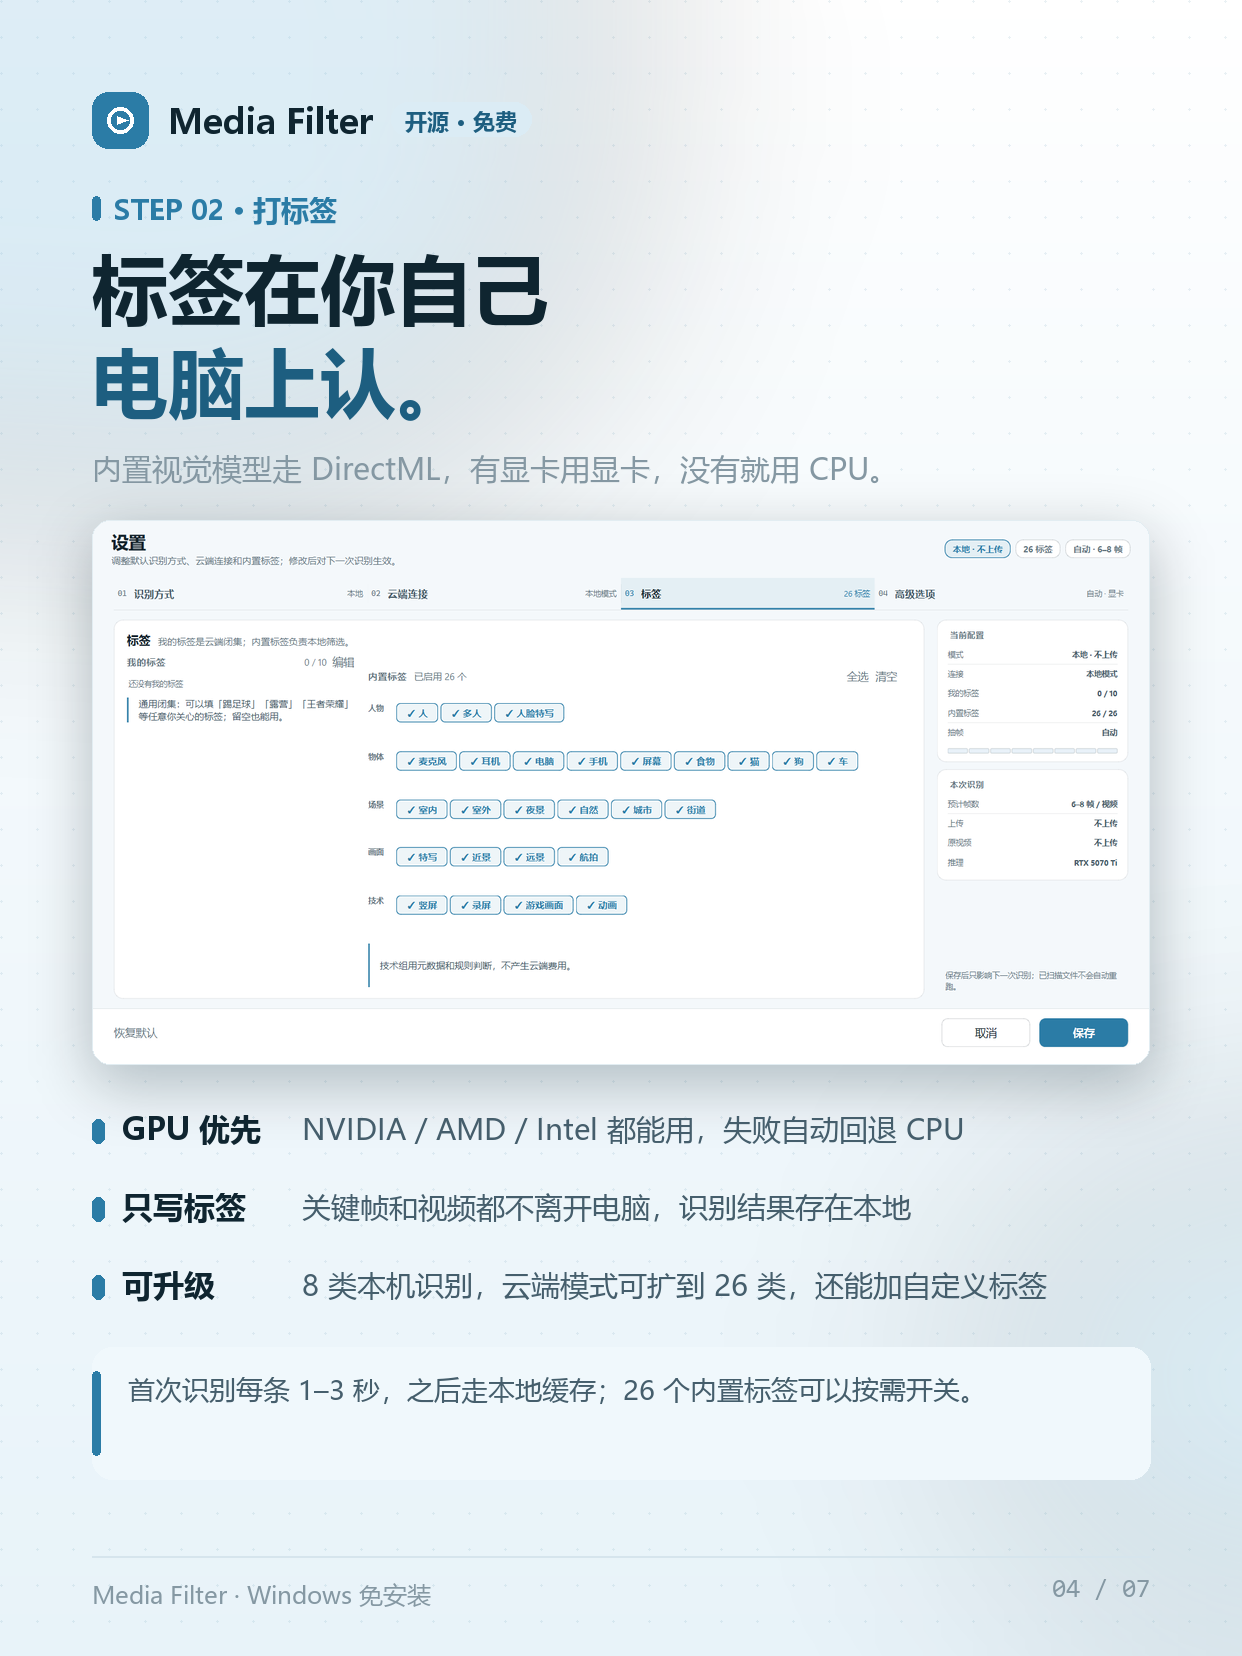 Media Filter 开源 · 免费
STEP 02 · 打标签
标签在你自己
电脑上认。
内置视觉模型走 DirectML，有显卡用显卡，没有就用 CPU。
设置
调整默认识别方式、云端连接和内置标签；修改后对下一次识别生效。
本地 · 不上传 26 标签 自动 · 6–8 帧
01 识别方式 本地 02 云端连接 本地模式 03 标签 26 标签 04 高级选项 自动 · 显卡
标签 我的标签是云端闭集；内置标签负责本地筛选。
我的标签 0 / 10 编辑
还没有我的标签
通用闭集：可以填「踢足球」「露营」「王者荣耀」
等任意你关心的标签；留空也能用。
内置标签 已启用 26 个 全选 清空
人物 ✓ 人 ✓ 多人 ✓ 人脸特写
物体 ✓ 麦克风 ✓ 耳机 ✓ 电脑 ✓ 手机 ✓ 屏幕 ✓ 食物 ✓ 猫 ✓ 狗 ✓ 车
场景 ✓ 室内 ✓ 室外 ✓ 夜景 ✓ 自然 ✓ 城市 ✓ 街道
画面 ✓ 特写 ✓ 近景 ✓ 远景 ✓ 航拍
技术 ✓ 竖屏 ✓ 录屏 ✓ 游戏画面 ✓ 动画
技术组用元数据和规则判断，不产生云端费用。
当前配置
模式 本地 · 不上传
连接 本地模式
我的标签 0 / 10
内置标签 26 / 26
抽帧 自动
本次识别
预计帧数 6–8 帧 / 视频
上传 不上传
原视频 不上传
推理 RTX 5070 Ti
保存后只影响下一次识别；已扫描文件不会自动重
跑。
恢复默认 取消 保存
GPU 优先 NVIDIA / AMD / Intel 都能用，失败自动回退 CPU
只写标签 关键帧和视频都不离开电脑，识别结果存在本地
可升级 8 类本机识别，云端模式可扩到 26 类，还能加自定义标签
首次识别每条 1–3 秒，之后走本地缓存；26 个内置标签可以按需开关。
Media Filter · Windows 免安装 04 / 07